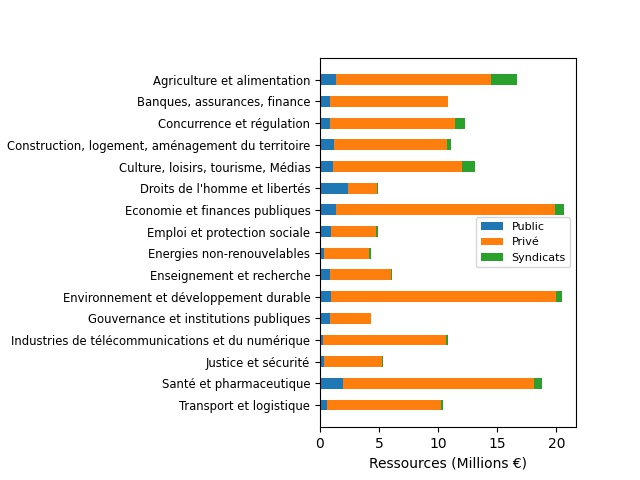 Agriculture et alimentation
Banques, assurances, finance
Concurrence et régulation
Construction, logement, aménagement du territoire
Culture, loisirs, tourisme, Médias
Droits de l'homme et libertés
Economie et finances publiques
Emploi et protection sociale
Energies non-renouvelables
Enseignement et recherche
Environnement et développement durable
Gouvernance et institutions publiques
Industries de télécommunications et du numérique
Justice et sécurité
Santé et pharmaceutique
Transport et logistique
Public
Privé
Syndicats
0 5 10 15 20
Ressources (Millions €)